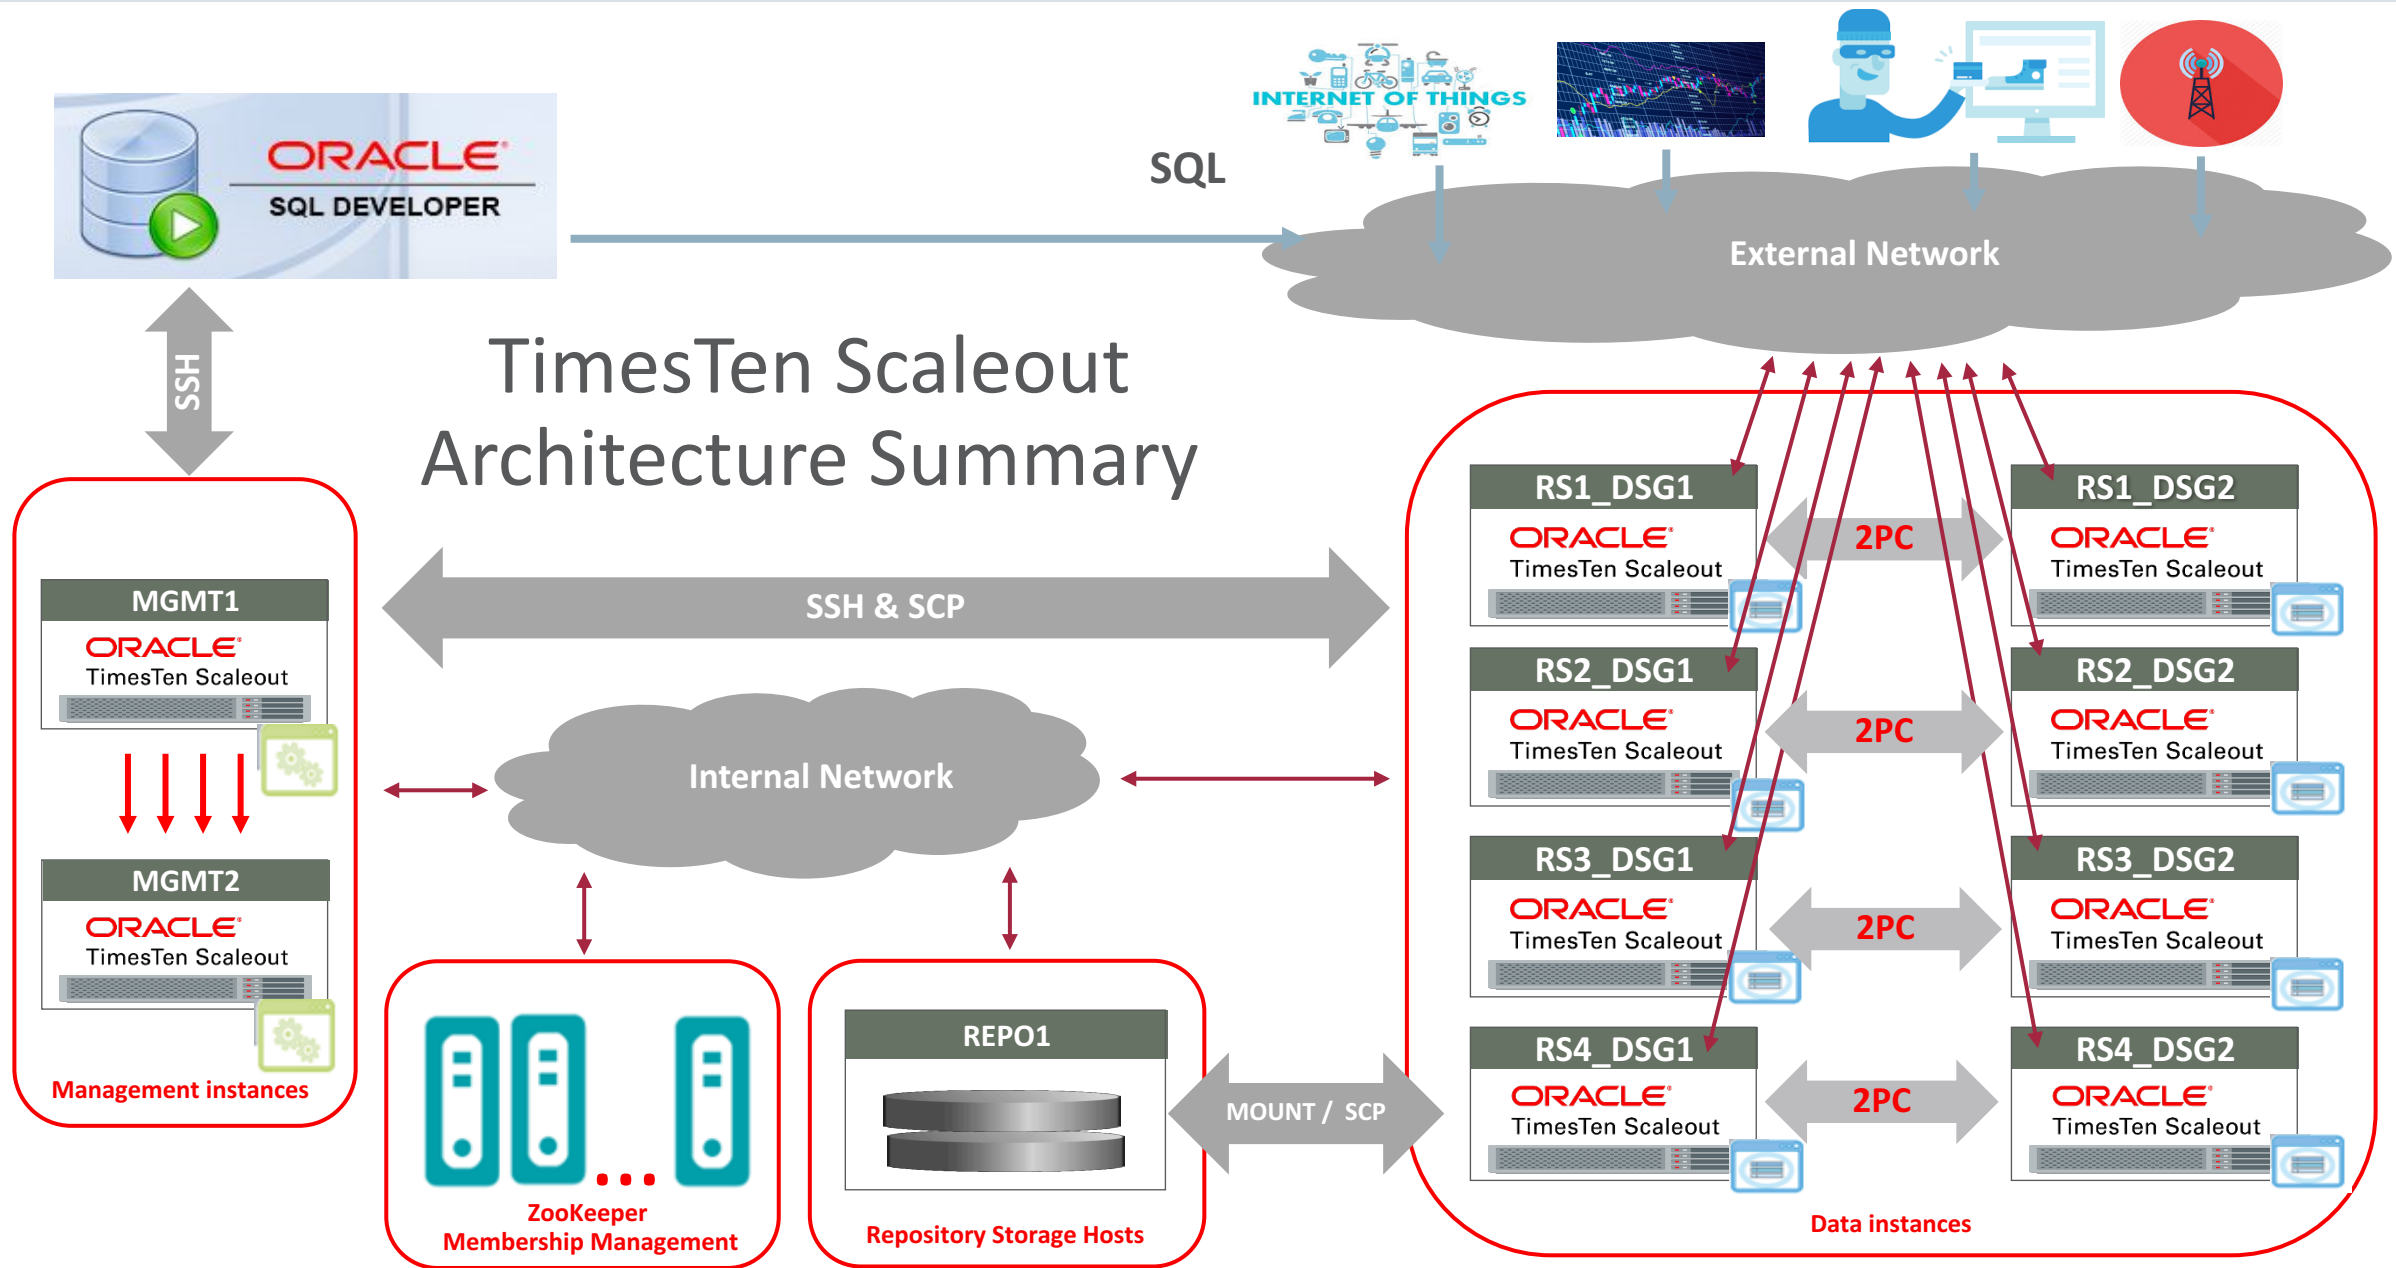 INTERNET OF THINGS
ORACLE
SQL DEVELOPER
SQL
External Network
SSH
TimesTen Scaleout
Architecture Summary
MGMT1
ORACLE
TimesTen Scaleout
MGMT2
ORACLE
TimesTen Scaleout
Management instances
SSH & SCP
Internal Network
ZooKeeper
Membership Management
REPO1
Repository Storage Hosts
MOUNT / SCP
RS1_DSG1
ORACLE
TimesTen Scaleout
2PC
RS1_DSG2
ORACLE
TimesTen Scaleout
RS2_DSG1
ORACLE
TimesTen Scaleout
2PC
RS2_DSG2
ORACLE
TimesTen Scaleout
RS3_DSG1
ORACLE
TimesTen Scaleout
2PC
RS3_DSG2
ORACLE
TimesTen Scaleout
RS4_DSG1
ORACLE
TimesTen Scaleout
2PC
RS4_DSG2
ORACLE
TimesTen Scaleout
Data instances